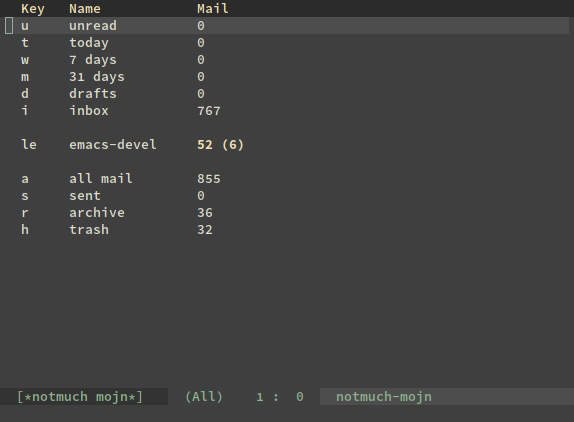 Key Name Mail
u unread 0
t today 0
w 7 days 0
m 31 days 0
d drafts 0
i inbox 767
le emacs-devel 52 (6)
a all mail 855
s sent 0
r archive 36
h trash 32
[*notmuch mojn*] (All) 1 : 0 notmuch-mojn